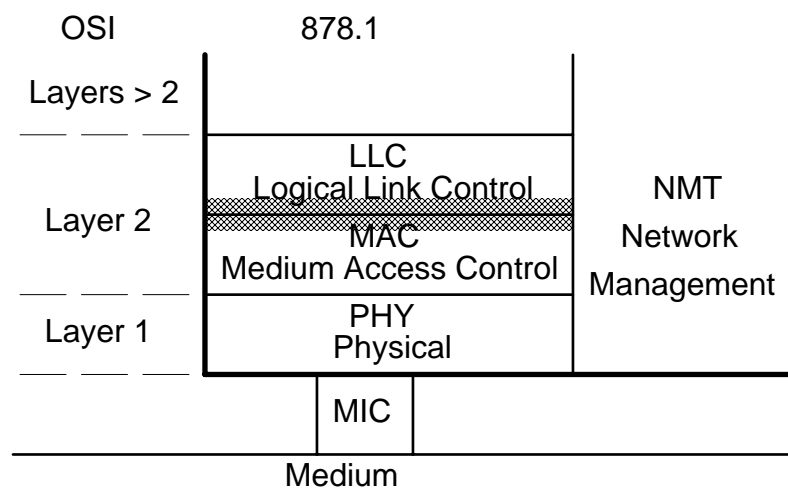 OSI
878.1
Layers > 2
LLC
Logical Link Control
Layer 2
MAC
Medium Access Control
NMT
Network
Management
Layer 1
PHY
Physical
MIC
Medium